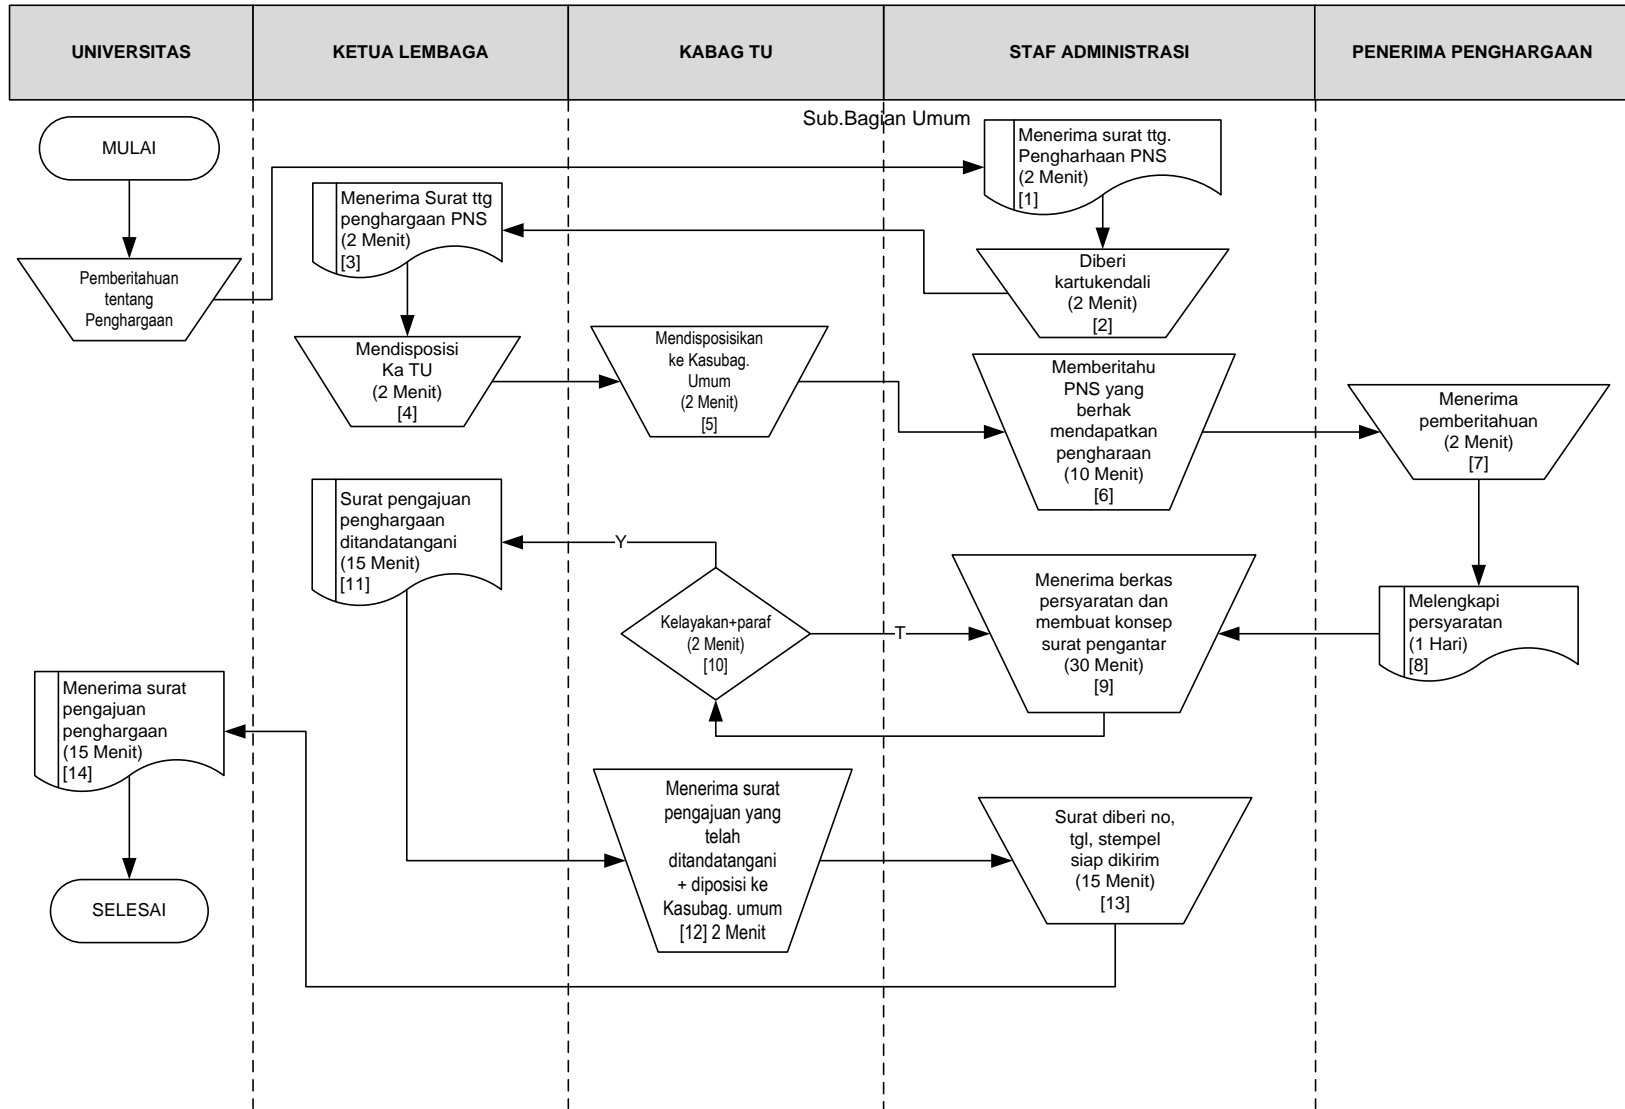 UNIVERSITAS
KETUA LEMBAGA
KABAG TU
STAF ADMINISTRASI
PENERIMA PENGHARGAAN
Sub.Bagian Umum
MULAI
Pemberitahuan
tentang
Penghargaan
Menerima surat ttg.
Pengharhaan PNS
(2 Menit)
[1]
Diberi
kartukendali
(2 Menit)
[2]
Menerima Surat ttg
penghargaan PNS
(2 Menit)
[3]
Mendisposisi
Ka TU
(2 Menit)
[4]
Mendisposisikan
ke Kasubag.
Umum
(2 Menit)
[5]
Memberitahu
PNS yang
berhak
mendapatkan
pengharaan
(10 Menit)
[6]
Menerima
pemberitahuan
(2 Menit)
[7]
Melengkapi
persyaratan
(1 Hari)
[8]
Menerima berkas
persyaratan dan
membuat konsep
surat pengantar
(30 Menit)
[9]
Kelayakan+paraf
(2 Menit)
[10]
T
Y
Surat pengajuan
penghargaan
ditandatangani
(15 Menit)
[11]
Menerima surat
pengajuan yang
telah
ditandatangani
+ diposisi ke
Kasubag. umum
[12] 2 Menit
Surat diberi no,
tgl, stempel
siap dikirim
(15 Menit)
[13]
Menerima surat
pengajuan
penghargaan
(15 Menit)
[14]
SELESAI